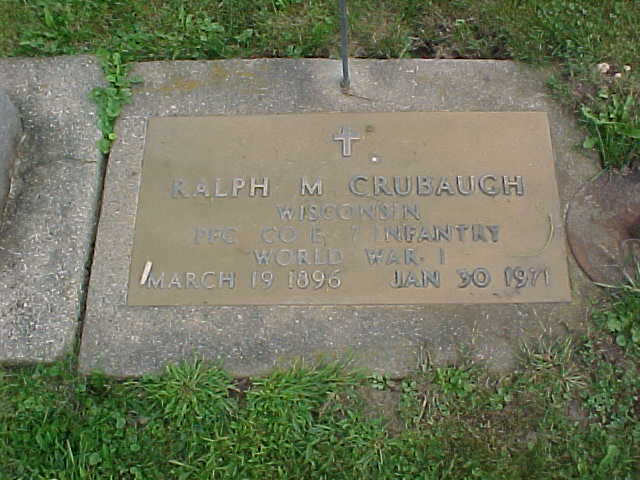 RALPH M CRUBAUGH
WISCONSIN
PFC CO E 7 INFANTRY
WORLD WAR I
MARCH 19 1896 JAN 30 1971